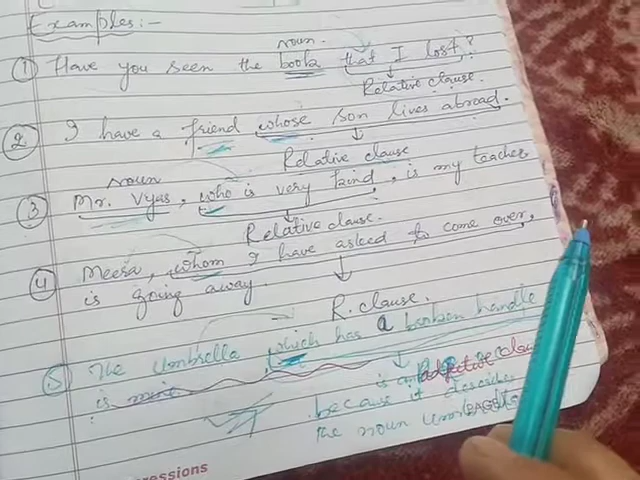 Examples:-
noun.
① Have you seen the book that I lost?
Relative clause.
② I have a friend whose son lives abroad.
Relative clause
noun
③ Mr. Vyas, who is very kind, is my teacher
Relative clause.
④ Meera, whom I have asked to come over,
is going away.
R. clause.
⑤ The Umbrella which has a broken handle
is mine
adjective clau
because it describes
the noun
ressions